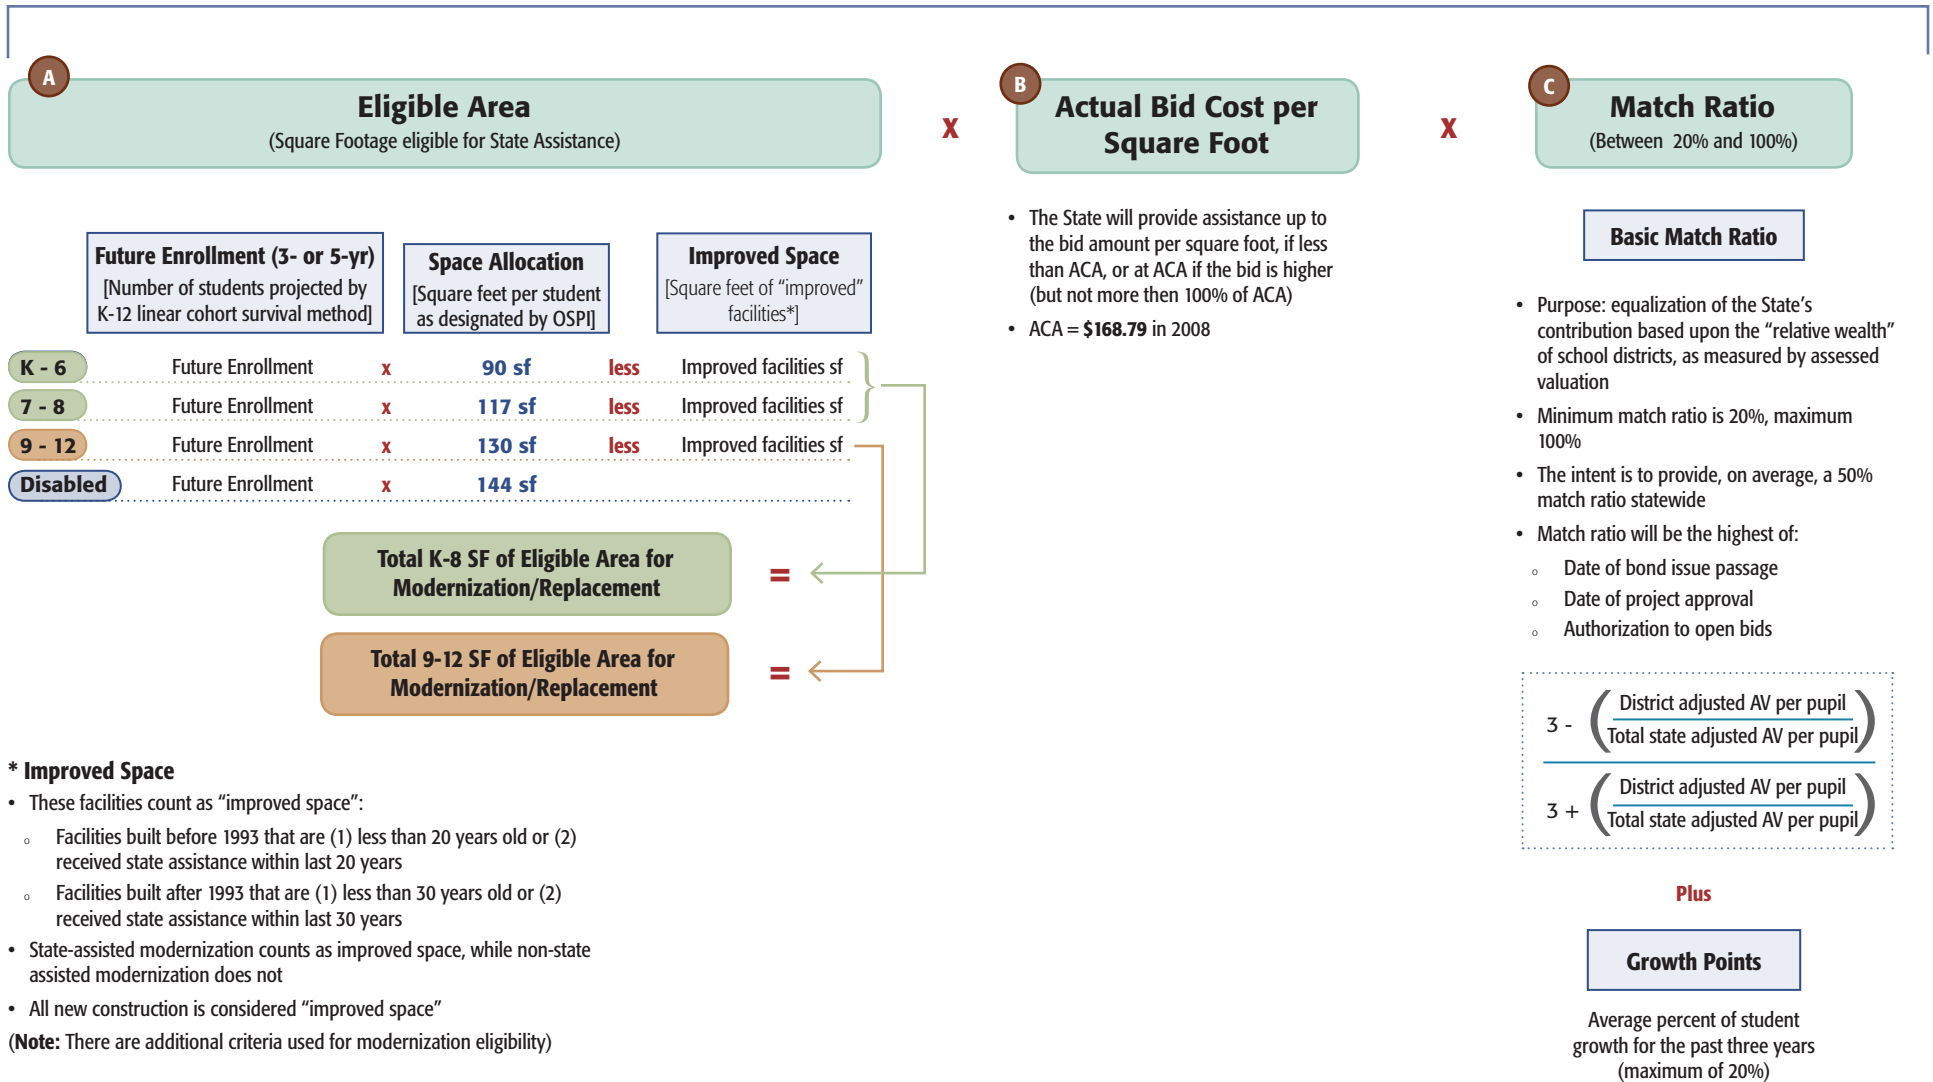 A
Eligible Area
(Square Footage eligible for State Assistance)
x
B
Actual Bid Cost per
Square Foot
x
C
Match Ratio
(Between 20% and 100%)
Future Enrollment (3- or 5-yr)
[Number of students projected by
K-12 linear cohort survival method]
Space Allocation
[Square feet per student
as designated by OSPI]
Improved Space
[Square feet of “improved”
facilities*]
K - 6 Future Enrollment x 90 sf less Improved facilities sf
7 - 8 Future Enrollment x 117 sf less Improved facilities sf
9 - 12 Future Enrollment x 130 sf less Improved facilities sf
Disabled Future Enrollment x 144 sf
Total K-8 SF of Eligible Area for
Modernization/Replacement
=
Total 9-12 SF of Eligible Area for
Modernization/Replacement
=
* Improved Space
• These facilities count as “improved space”:
o Facilities built before 1993 that are (1) less than 20 years old or (2)
received state assistance within last 20 years
o Facilities built after 1993 that are (1) less than 30 years old or (2)
received state assistance within last 30 years
• State-assisted modernization counts as improved space, while non-state
assisted modernization does not
• All new construction is considered “improved space”
(Note: There are additional criteria used for modernization eligibility)
• The State will provide assistance up to
the bid amount per square foot, if less
than ACA, or at ACA if the bid is higher
(but not more then 100% of ACA)
• ACA = $168.79 in 2008
Basic Match Ratio
• Purpose: equalization of the State’s
contribution based upon the “relative wealth”
of school districts, as measured by assessed
valuation
• Minimum match ratio is 20%, maximum
100%
• The intent is to provide, on average, a 50%
match ratio statewide
• Match ratio will be the highest of:
o Date of bond issue passage
o Date of project approval
o Authorization to open bids
3 - (District adjusted AV per pupil
Total state adjusted AV per pupil)
3 + (District adjusted AV per pupil
Total state adjusted AV per pupil)
Plus
Growth Points
Average percent of student
growth for the past three years
(maximum of 20%)